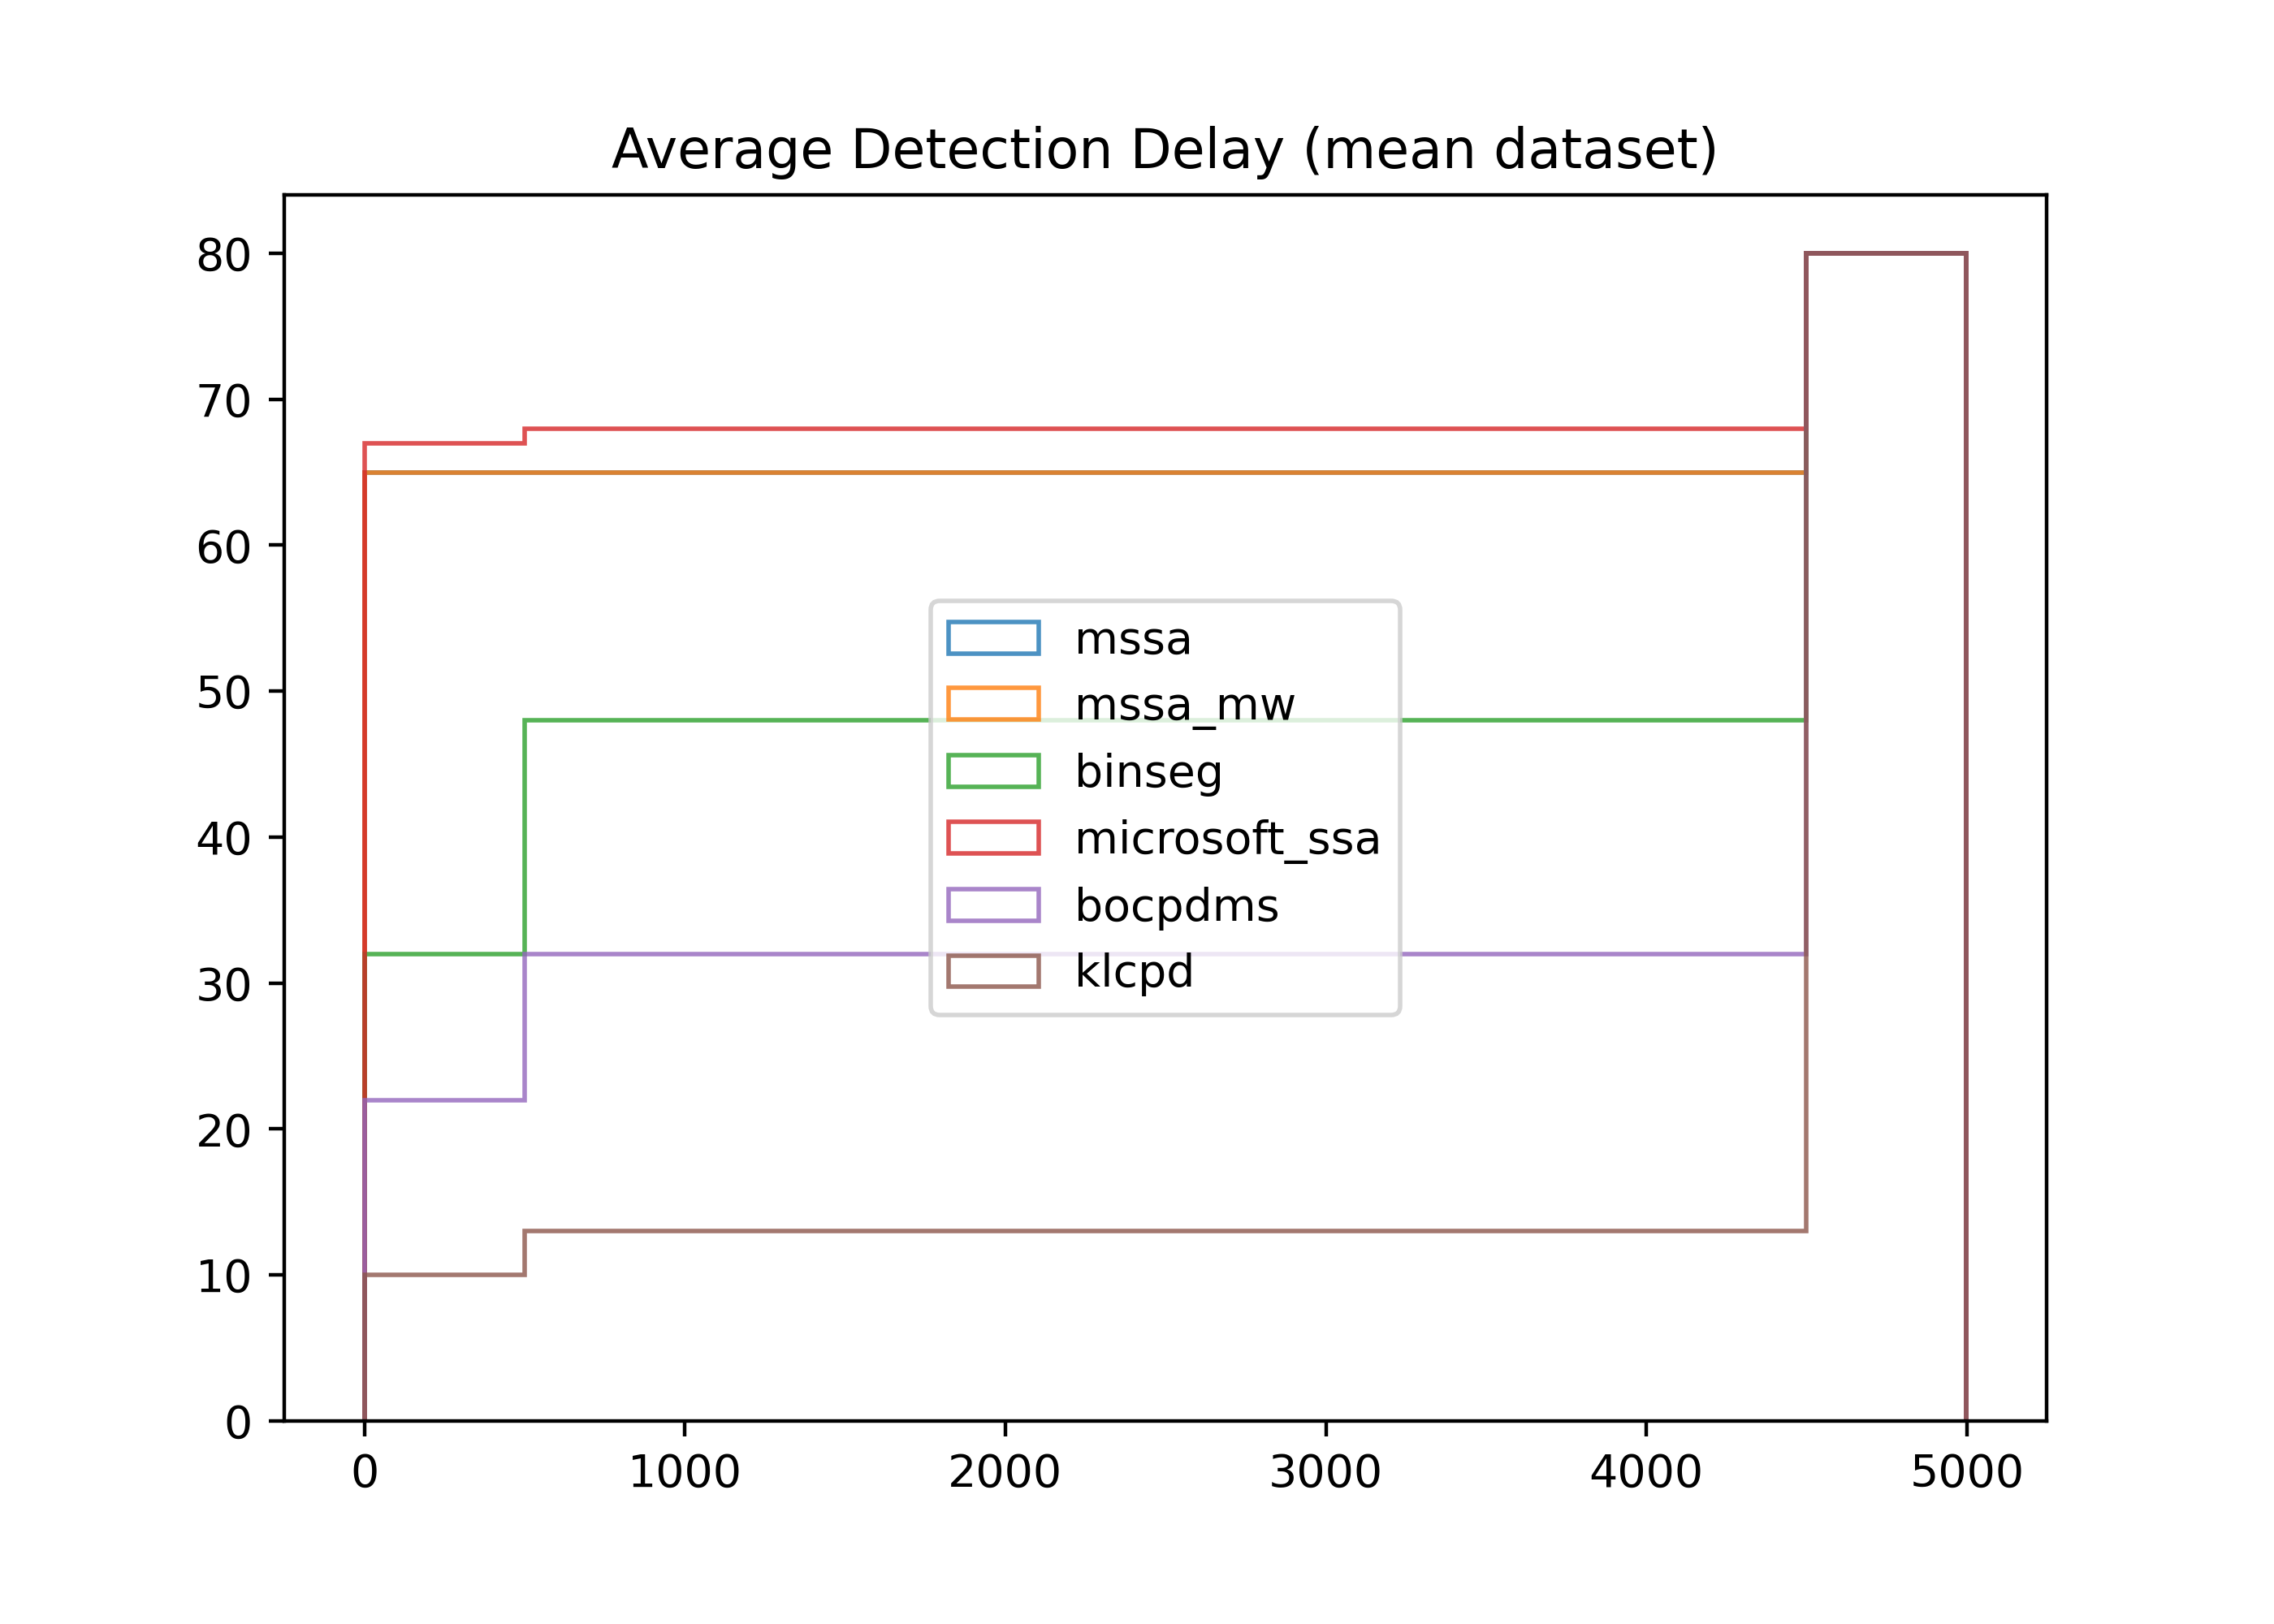 Average Detection Delay (mean dataset)
80
70
60
50
40
30
20
10
0
mssa
mssa_mw
binseg
microsoft_ssa
bocpdms
klcpd
0 1000 2000 3000 4000 5000